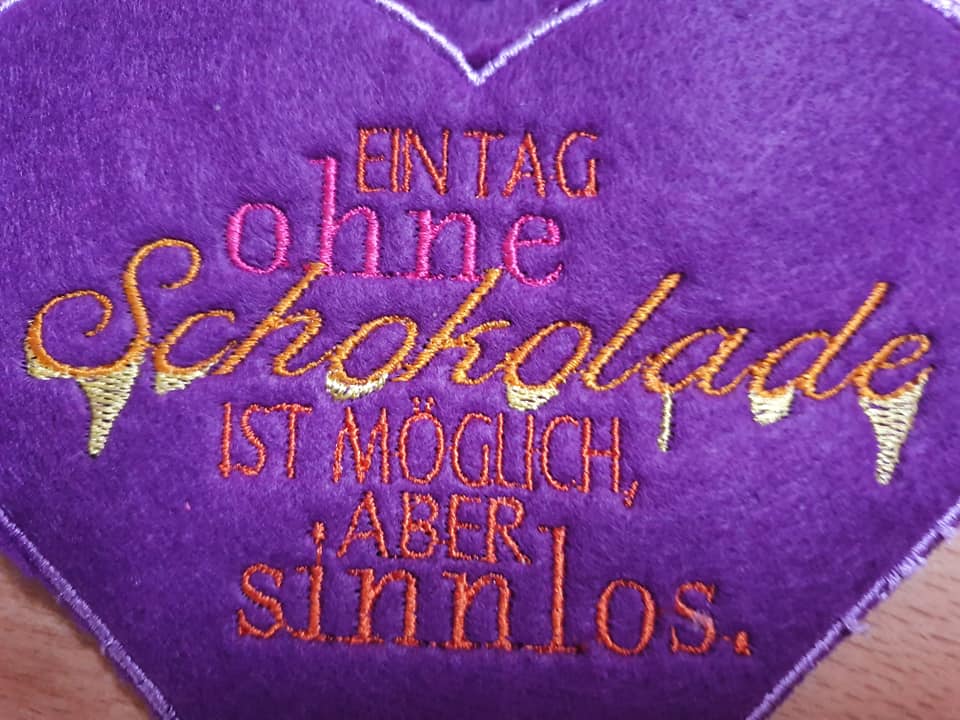 EIN TAG
ohne
Schokolade
IST MÖGLICH,
ABER
sinnlos.